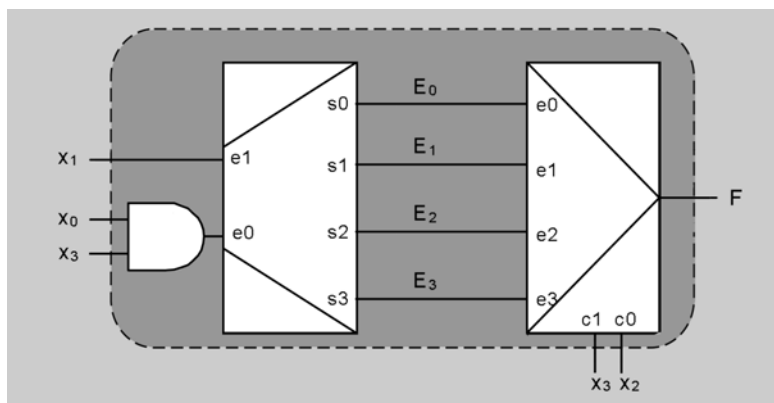 E₀
s0
e0
E₁
x₁
e1
s1
e1
E₂
F
x₀
e0
s2
e2
x₃
E₃
s3
e3
c1 c0
x₃ x₂